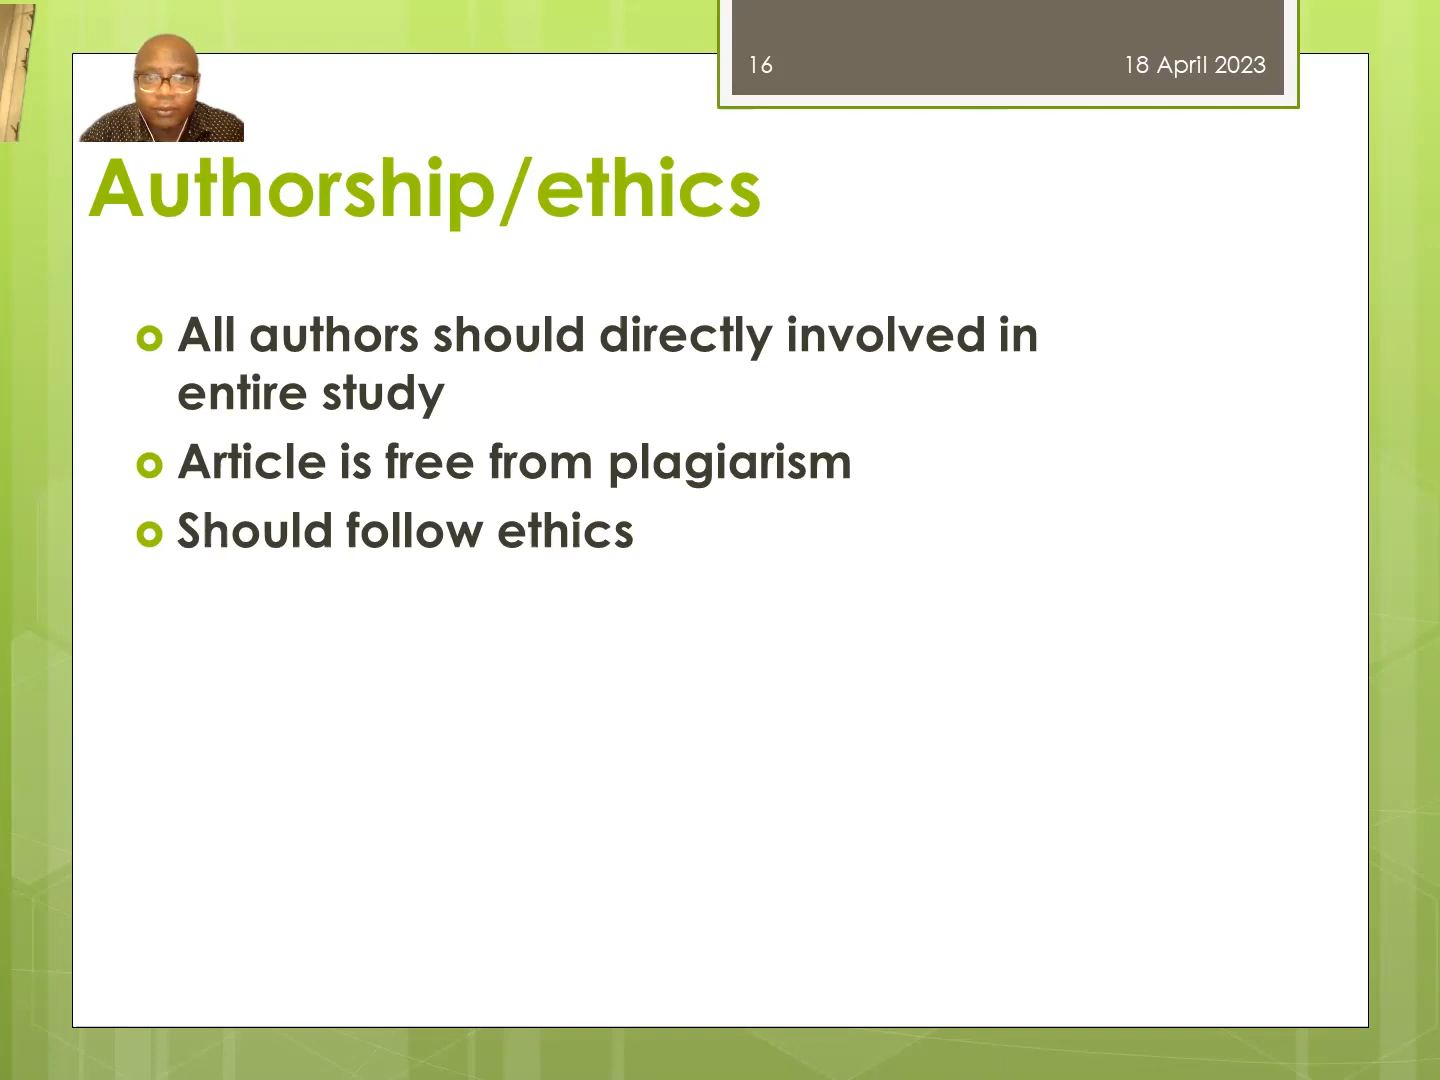 16
18 April 2023
Authorship/ethics
All authors should directly involved in
entire study
Article is free from plagiarism
Should follow ethics